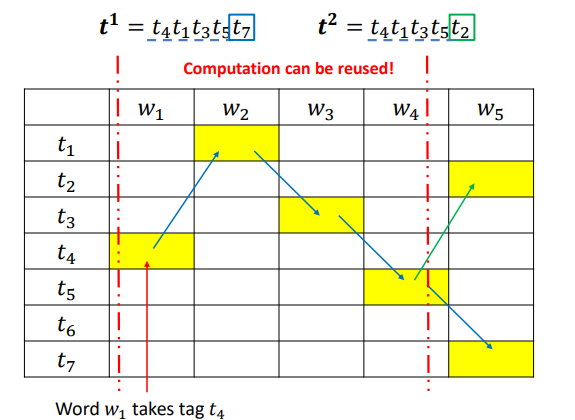 t¹ = t₄t₁t₃t₅t₇ t² = t₄t₁t₃t₅t₂
Computation can be reused!
w₁ w₂ w₃ w₄ w₅
t₁
t₂
t₃
t₄
t₅
t₆
t₇
Word w₁ takes tag t₄